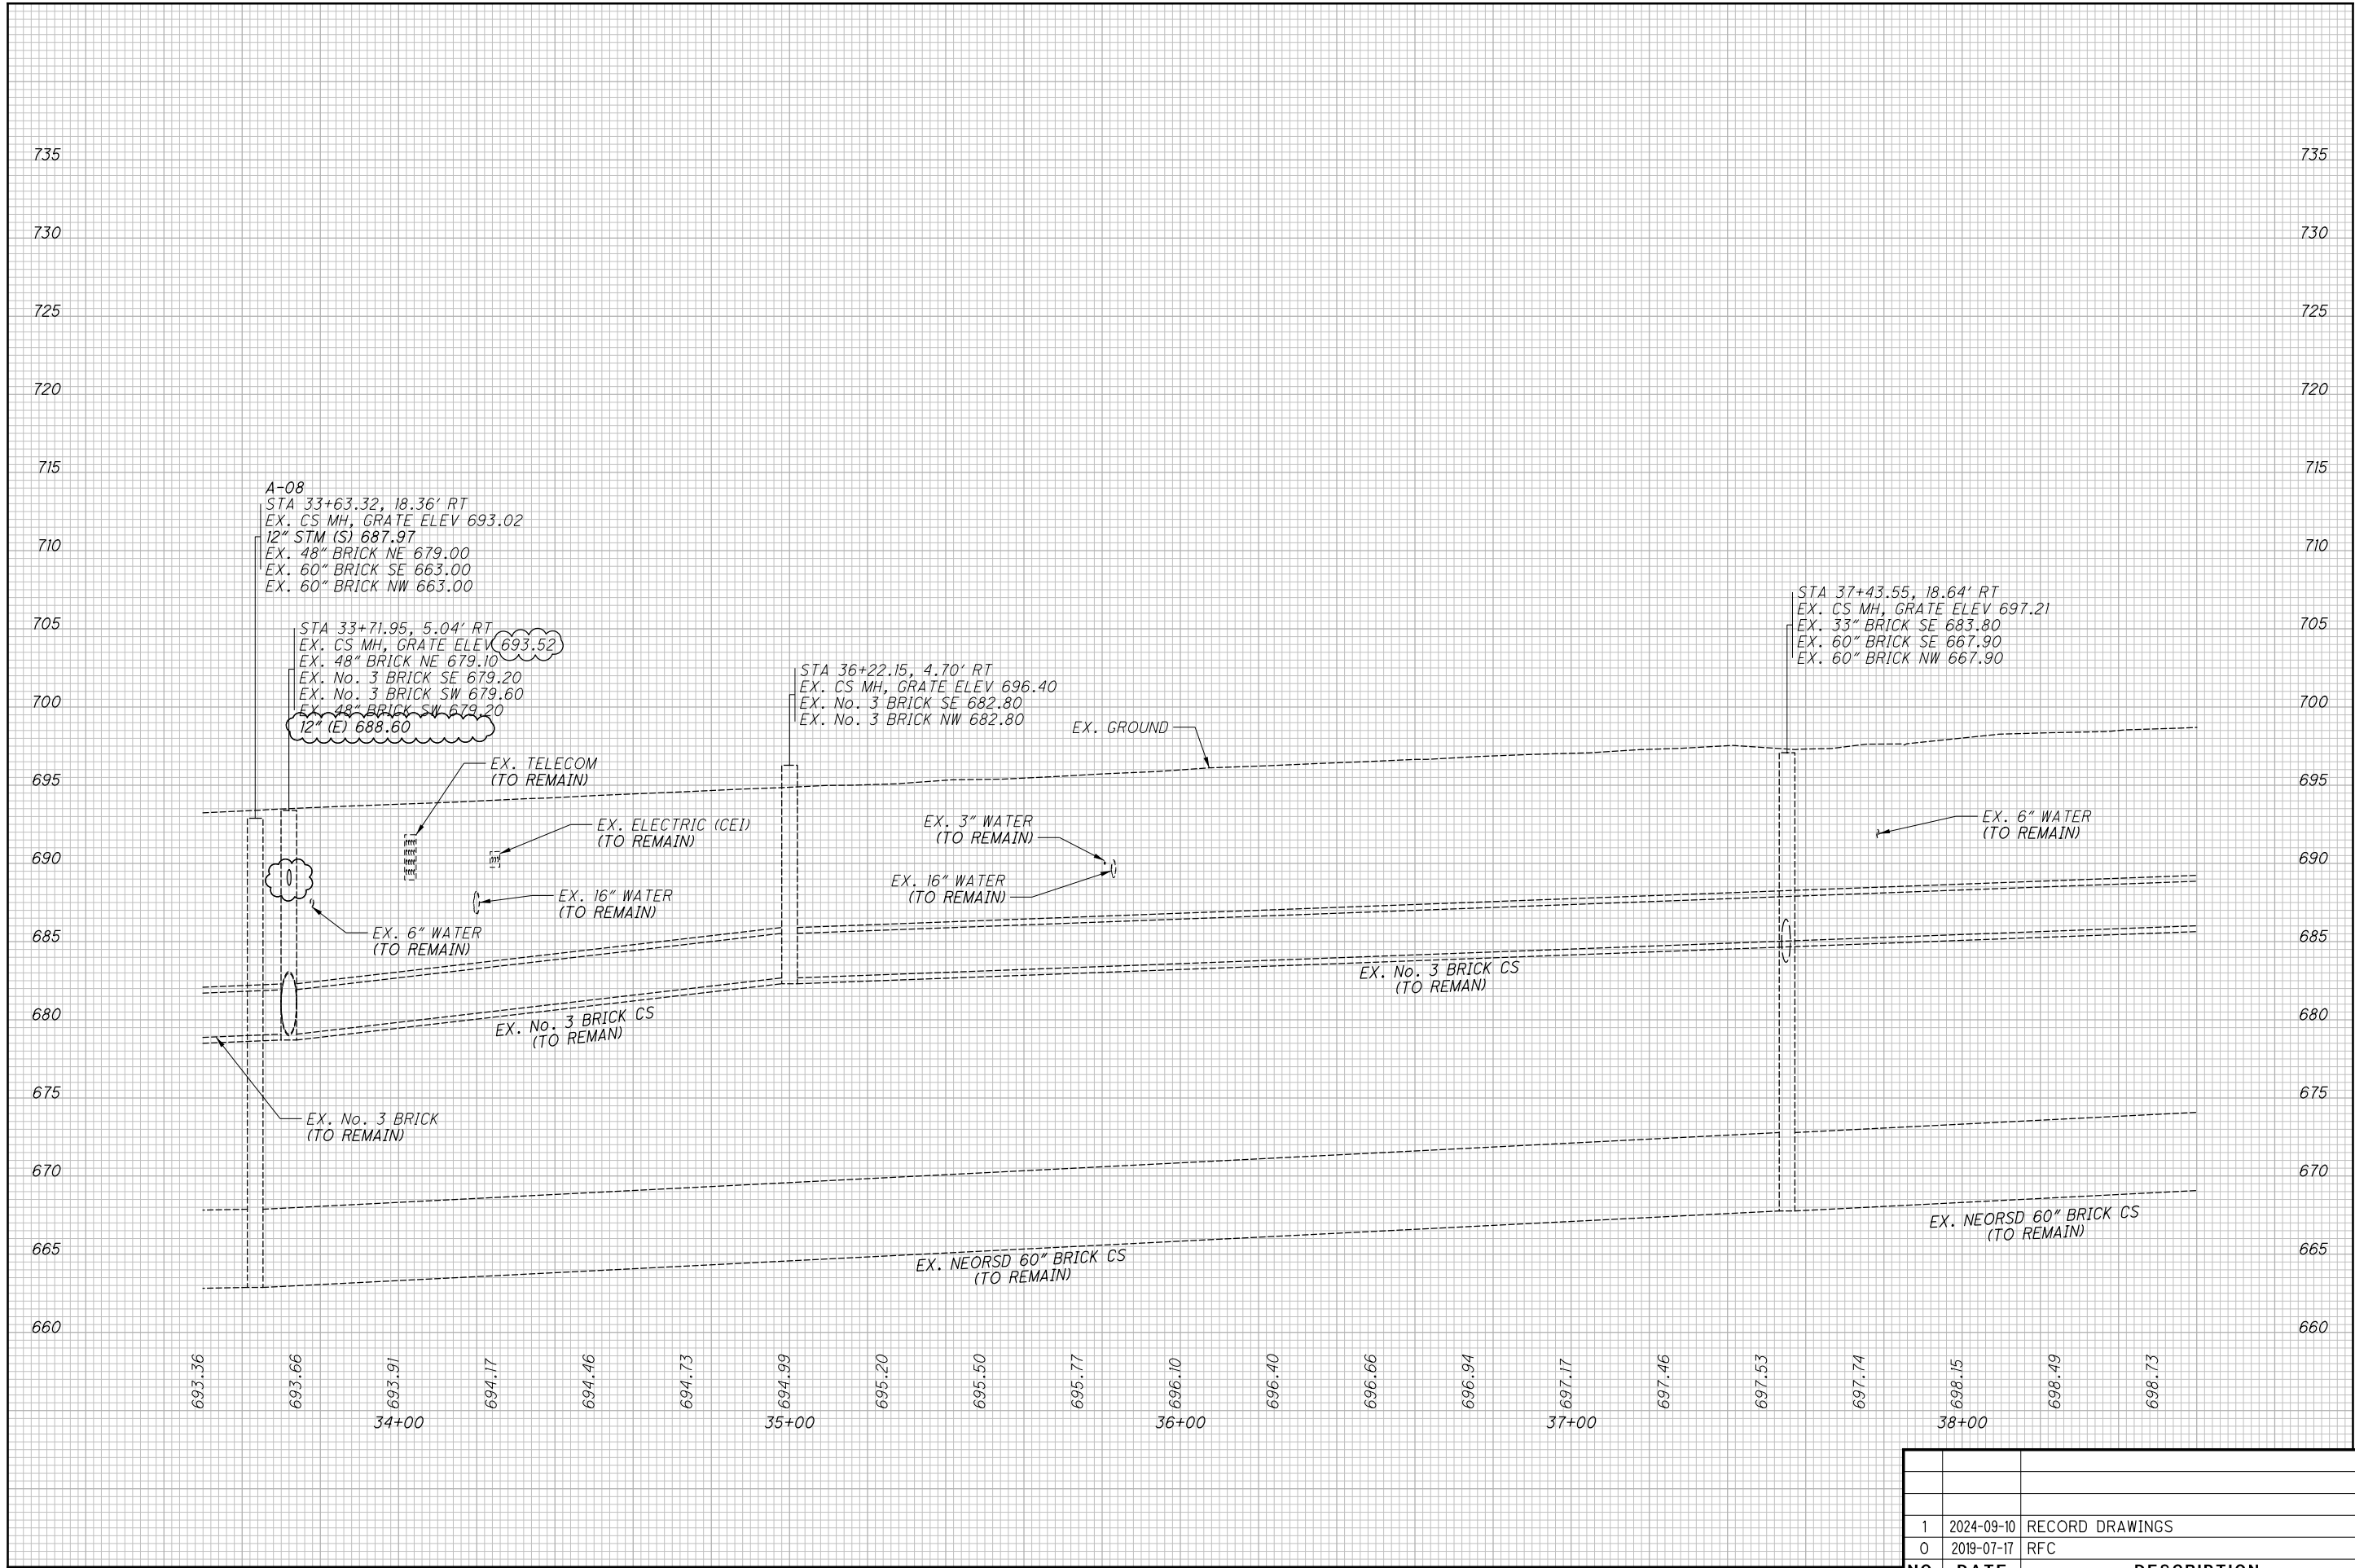 735
735
730
730
725
725
720
720
715
715
A-08
STA 33+63.32, 18.36' RT
EX. CS MH, GRATE ELEV 693.02
12" STM (S) 687.97
EX. 48" BRICK NE 679.00
EX. 60" BRICK SE 663.00
EX. 60" BRICK NW 663.00
710
710
STA 37+43.55, 18.64' RT
EX. CS MH, GRATE ELEV 697.21
EX. 33" BRICK SE 683.80
EX. 60" BRICK SE 667.90
EX. 60" BRICK NW 667.90
705
705
STA 33+71.95, 5.04' RT
EX. CS MH, GRATE ELEV 693.52
EX. 48" BRICK NE 679.10
EX. No. 3 BRICK SE 679.20
EX. No. 3 BRICK SW 679.60
EX. 48" BRICK SW 679.20
12" (E) 688.60
STA 36+22.15, 4.70' RT
EX. CS MH, GRATE ELEV 696.40
EX. No. 3 BRICK SE 682.80
EX. No. 3 BRICK NW 682.80
700
700
EX. GROUND
EX. TELECOM
(TO REMAIN)
695
695
EX. ELECTRIC (CEI)
(TO REMAIN)
EX. 3" WATER
(TO REMAIN)
EX. 6" WATER
(TO REMAIN)
690
690
EX. 16" WATER
(TO REMAIN)
EX. 16" WATER
(TO REMAIN)
EX. 6" WATER
(TO REMAIN)
685
685
EX. No. 3 BRICK CS
(TO REMAN)
680
680
EX. No. 3 BRICK CS
(TO REMAN)
675
675
EX. No. 3 BRICK
(TO REMAIN)
670
670
EX. NEORSD 60" BRICK CS
(TO REMAIN)
665
665
EX. NEORSD 60" BRICK CS
(TO REMAIN)
660
660
693.36
693.66
693.91
694.17
694.46
694.73
694.99
695.20
695.50
695.77
696.10
696.40
696.66
696.94
697.17
697.46
697.53
697.74
698.15
698.49
698.73
34+00
35+00
36+00
37+00
38+00
1 2024-09-10 RECORD DRAWINGS
0 2019-07-17 RFC
NO. DATE DESCRIPTION